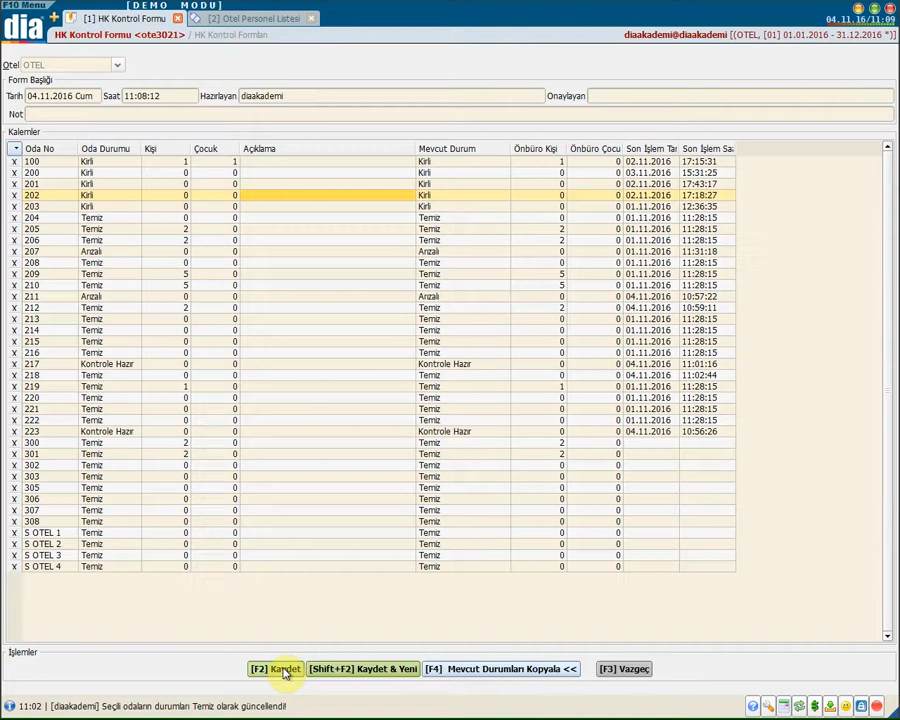 F10 Menu [ D E M O M O D U ]
dia
[1] HK Kontrol Formu [2] Otel Personel Listesi
04.11.16/11:09
HK Kontrol Formu <ote3021> / HK Kontrol Formları diaakademi@diaakademi [(OTEL, [01] 01.01.2016 - 31.12.2016 *)]
Otel OTEL
Form Başlığı
Tarih 04.11.2016 Cum Saat 11:08:12 Hazırlayan diaakademi Onaylayan
Not
Kalemler
Oda No Oda Durumu Kişi Çocuk Açıklama Mevcut Durum Önbüro Kişi Önbüro Çocu Son İşlem Tar Son İşlem Saa
X 100 Kirli 1 1 Kirli 1 0 02.11.2016 17:15:31
X 200 Kirli 0 0 Kirli 0 0 03.11.2016 15:31:25
X 201 Kirli 0 0 Kirli 0 0 02.11.2016 17:43:17
X 202 Kirli 0 0 Kirli 0 0 02.11.2016 17:18:27
X 203 Kirli 0 0 Kirli 0 0 01.11.2016 12:36:35
X 204 Temiz 0 0 Temiz 0 0 01.11.2016 11:28:15
X 205 Temiz 2 0 Temiz 2 0 01.11.2016 11:28:15
X 206 Temiz 2 0 Temiz 2 0 01.11.2016 11:28:15
X 207 Arızalı 0 0 Arızalı 0 0 01.11.2016 11:31:18
X 208 Temiz 0 0 Temiz 0 0 01.11.2016 11:28:15
X 209 Temiz 5 0 Temiz 5 0 01.11.2016 11:28:15
X 210 Temiz 5 0 Temiz 5 0 01.11.2016 11:28:15
X 211 Arızalı 0 0 Arızalı 0 0 04.11.2016 10:57:22
X 212 Temiz 2 0 Temiz 2 0 04.11.2016 10:59:11
X 213 Temiz 0 0 Temiz 0 0 01.11.2016 11:28:15
X 214 Temiz 0 0 Temiz 0 0 01.11.2016 11:28:15
X 215 Temiz 0 0 Temiz 0 0 01.11.2016 11:28:15
X 216 Temiz 0 0 Temiz 0 0 01.11.2016 11:28:15
X 217 Kontrole Hazır 0 0 Kontrole Hazır 0 0 04.11.2016 11:01:16
X 218 Temiz 0 0 Temiz 0 0 04.11.2016 11:02:44
X 219 Temiz 1 0 Temiz 1 0 01.11.2016 11:28:15
X 220 Temiz 0 0 Temiz 0 0 01.11.2016 11:28:15
X 221 Temiz 0 0 Temiz 0 0 01.11.2016 11:28:15
X 222 Temiz 0 0 Temiz 0 0 01.11.2016 11:28:15
X 223 Kontrole Hazır 0 0 Kontrole Hazır 0 0 04.11.2016 10:56:26
X 300 Temiz 2 0 Temiz 2 0
X 301 Temiz 2 0 Temiz 2 0
X 302 Temiz 0 0 Temiz 0 0
X 303 Temiz 0 0 Temiz 0 0
X 305 Temiz 0 0 Temiz 0 0
X 306 Temiz 0 0 Temiz 0 0
X 307 Temiz 0 0 Temiz 0 0
X 308 Temiz 0 0 Temiz 0 0
X S OTEL 1 Temiz 0 0 Temiz 0 0
X S OTEL 2 Temiz 0 0 Temiz 0 0
X S OTEL 3 Temiz 0 0 Temiz 0 0
X S OTEL 4 Temiz 0 0 Temiz 0 0
İşlemler
[F2] Kaydet [Shift+F2] Kaydet & Yeni [F4] Mevcut Durumları Kopyala << [F3] Vazgeç
11:02 | [diaakademi] Seçili odaların durumları Temiz olarak güncellendi!